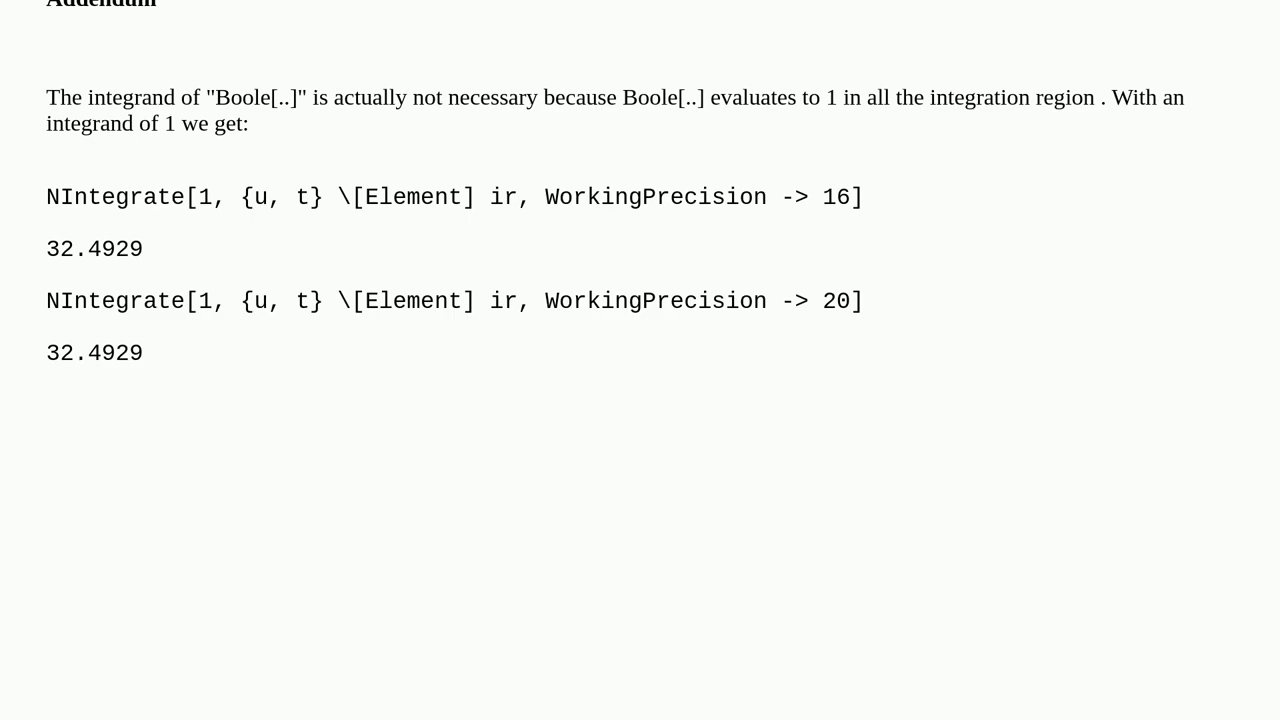 Addendum
The integrand of "Boole[..]" is actually not necessary because Boole[..] evaluates to 1 in all the integration region . With an
integrand of 1 we get:
NIntegrate[1, {u, t} \[Element] ir, WorkingPrecision -> 16]
32.4929
NIntegrate[1, {u, t} \[Element] ir, WorkingPrecision -> 20]
32.4929